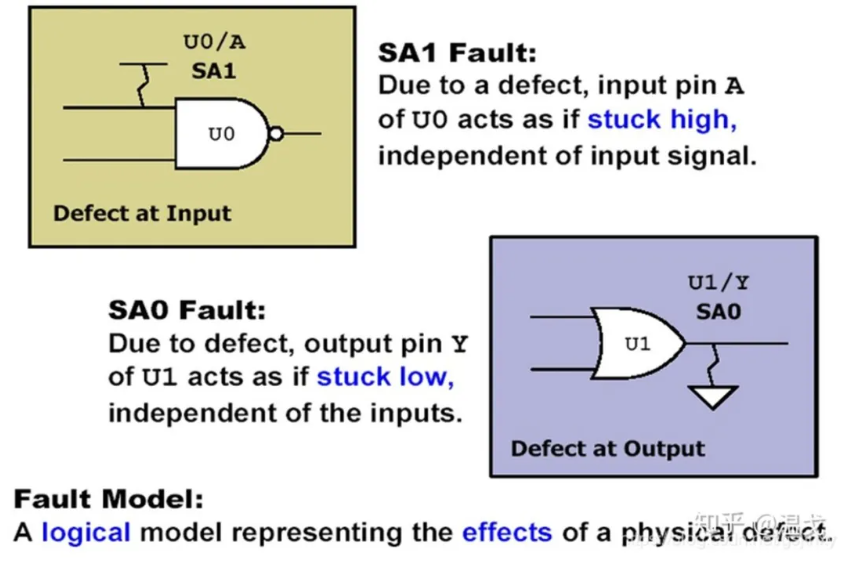 U0/A
SA1
U0
Defect at Input
SA1 Fault:
Due to a defect, input pin A
of U0 acts as if stuck high,
independent of input signal.
SA0 Fault:
Due to defect, output pin Y
of U1 acts as if stuck low,
independent of the inputs.
U1/Y
SA0
U1
Defect at Output
Fault Model:
A logical model representing the effects of a physical defect.
知乎 @温戈